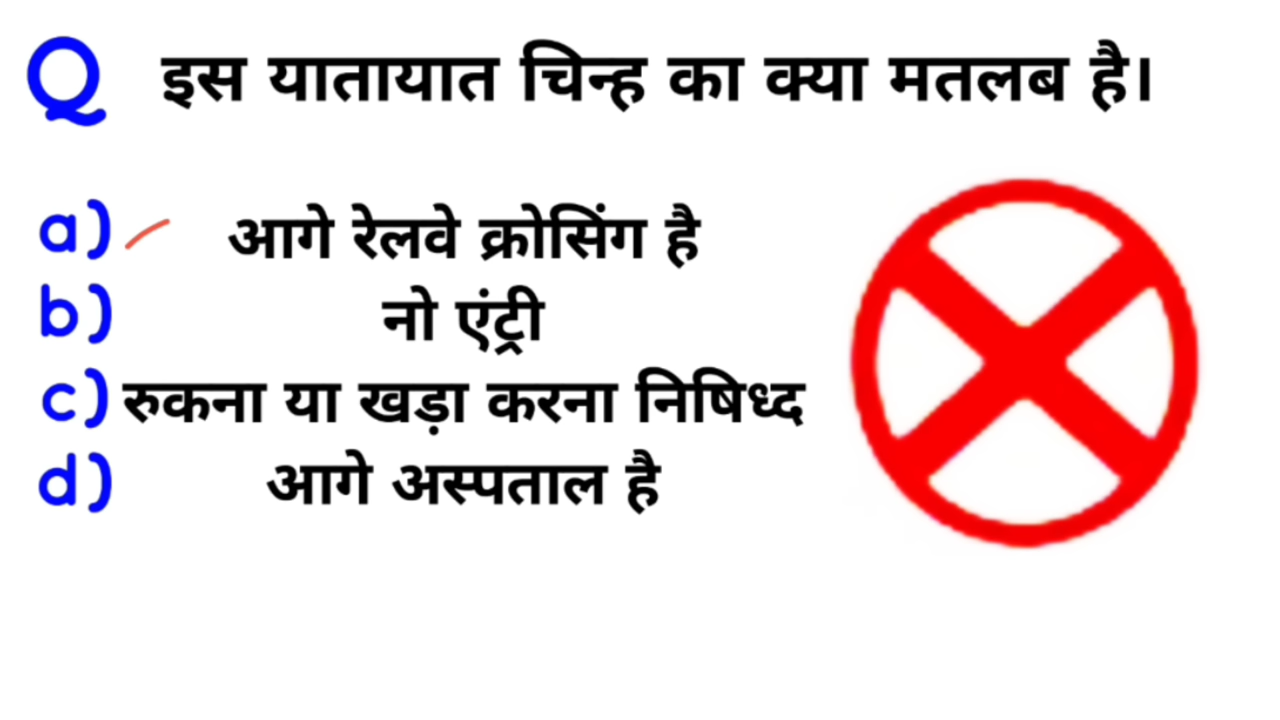 Q इस यातायात चिन्ह का क्या मतलब है।
a) आगे रेलवे क्रोसिंग है
b) नो एंट्री
c) रुकना या खड़ा करना निषिध्द
d) आगे अस्पताल है